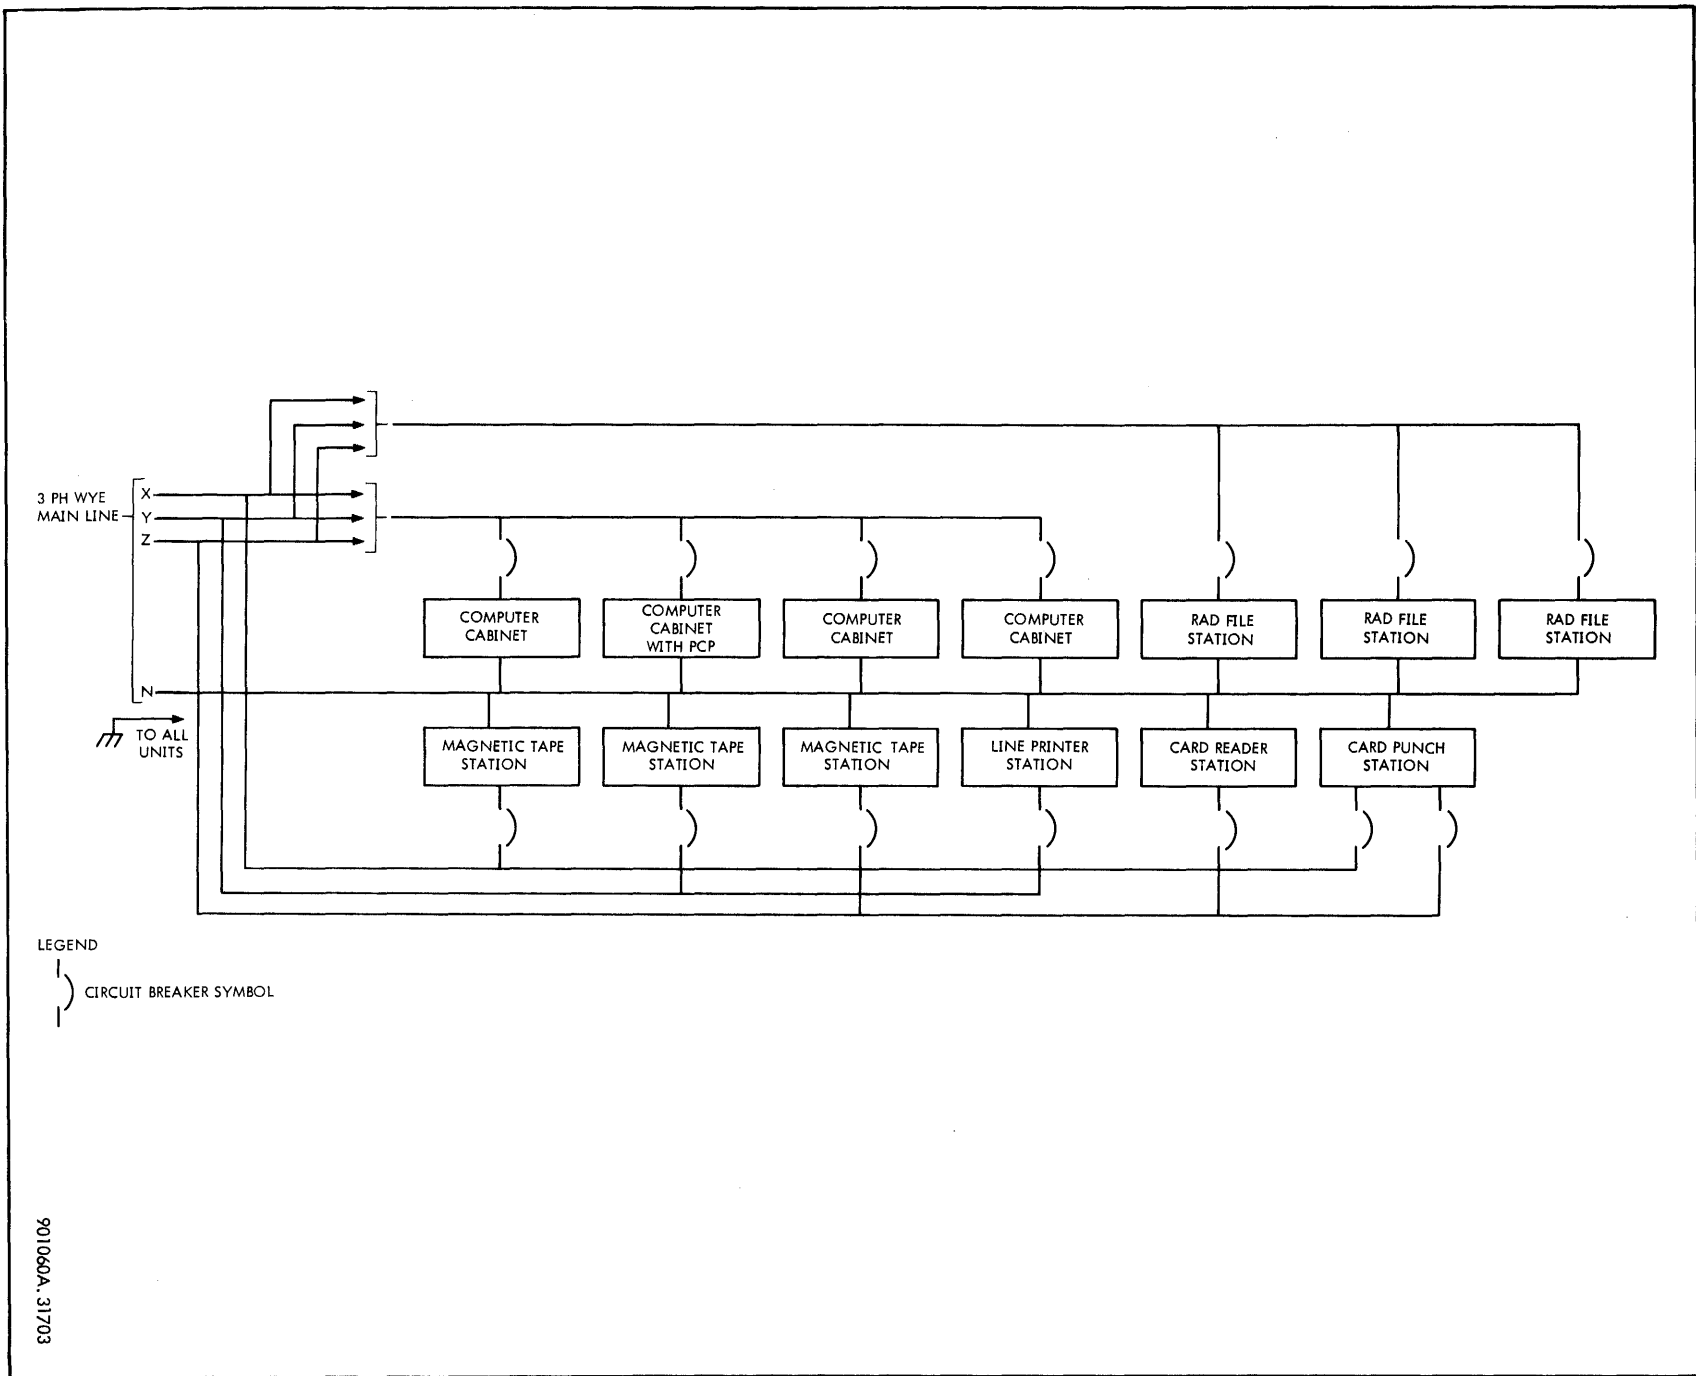 3 PH WYE
MAIN LINE
X
Y
Z
COMPUTER
CABINET
COMPUTER
CABINET
WITH PCP
COMPUTER
CABINET
COMPUTER
CABINET
RAD FILE
STATION
RAD FILE
STATION
RAD FILE
STATION
N
TO ALL
UNITS
MAGNETIC TAPE
STATION
MAGNETIC TAPE
STATION
MAGNETIC TAPE
STATION
LINE PRINTER
STATION
CARD READER
STATION
CARD PUNCH
STATION
LEGEND
CIRCUIT BREAKER SYMBOL
901060A. 31703